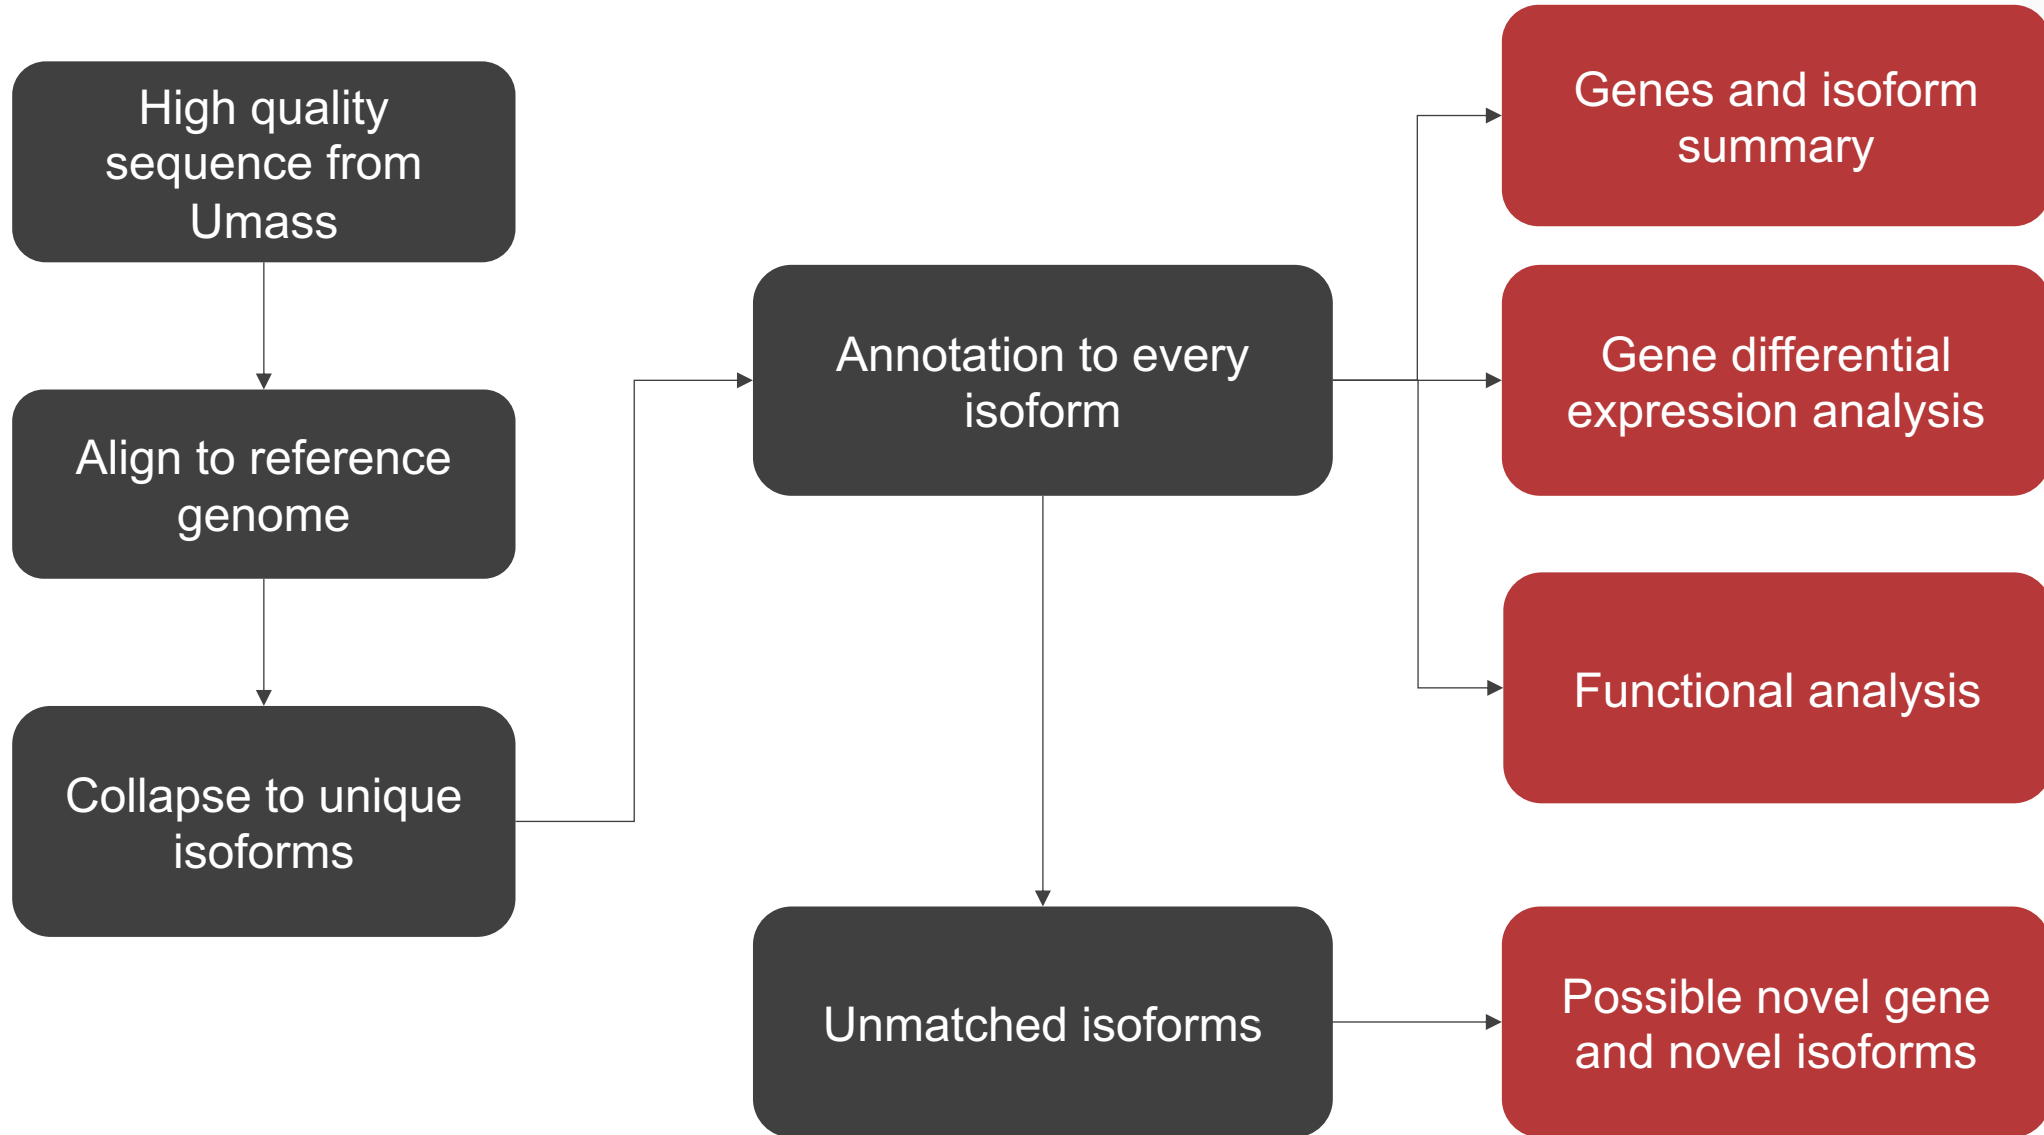 High quality
sequence from
Umass
Align to reference
genome
Collapse to unique
isoforms
Annotation to every
isoform
Unmatched isoforms
Genes and isoform
summary
Gene differential
expression analysis
Functional analysis
Possible novel gene
and novel isoforms